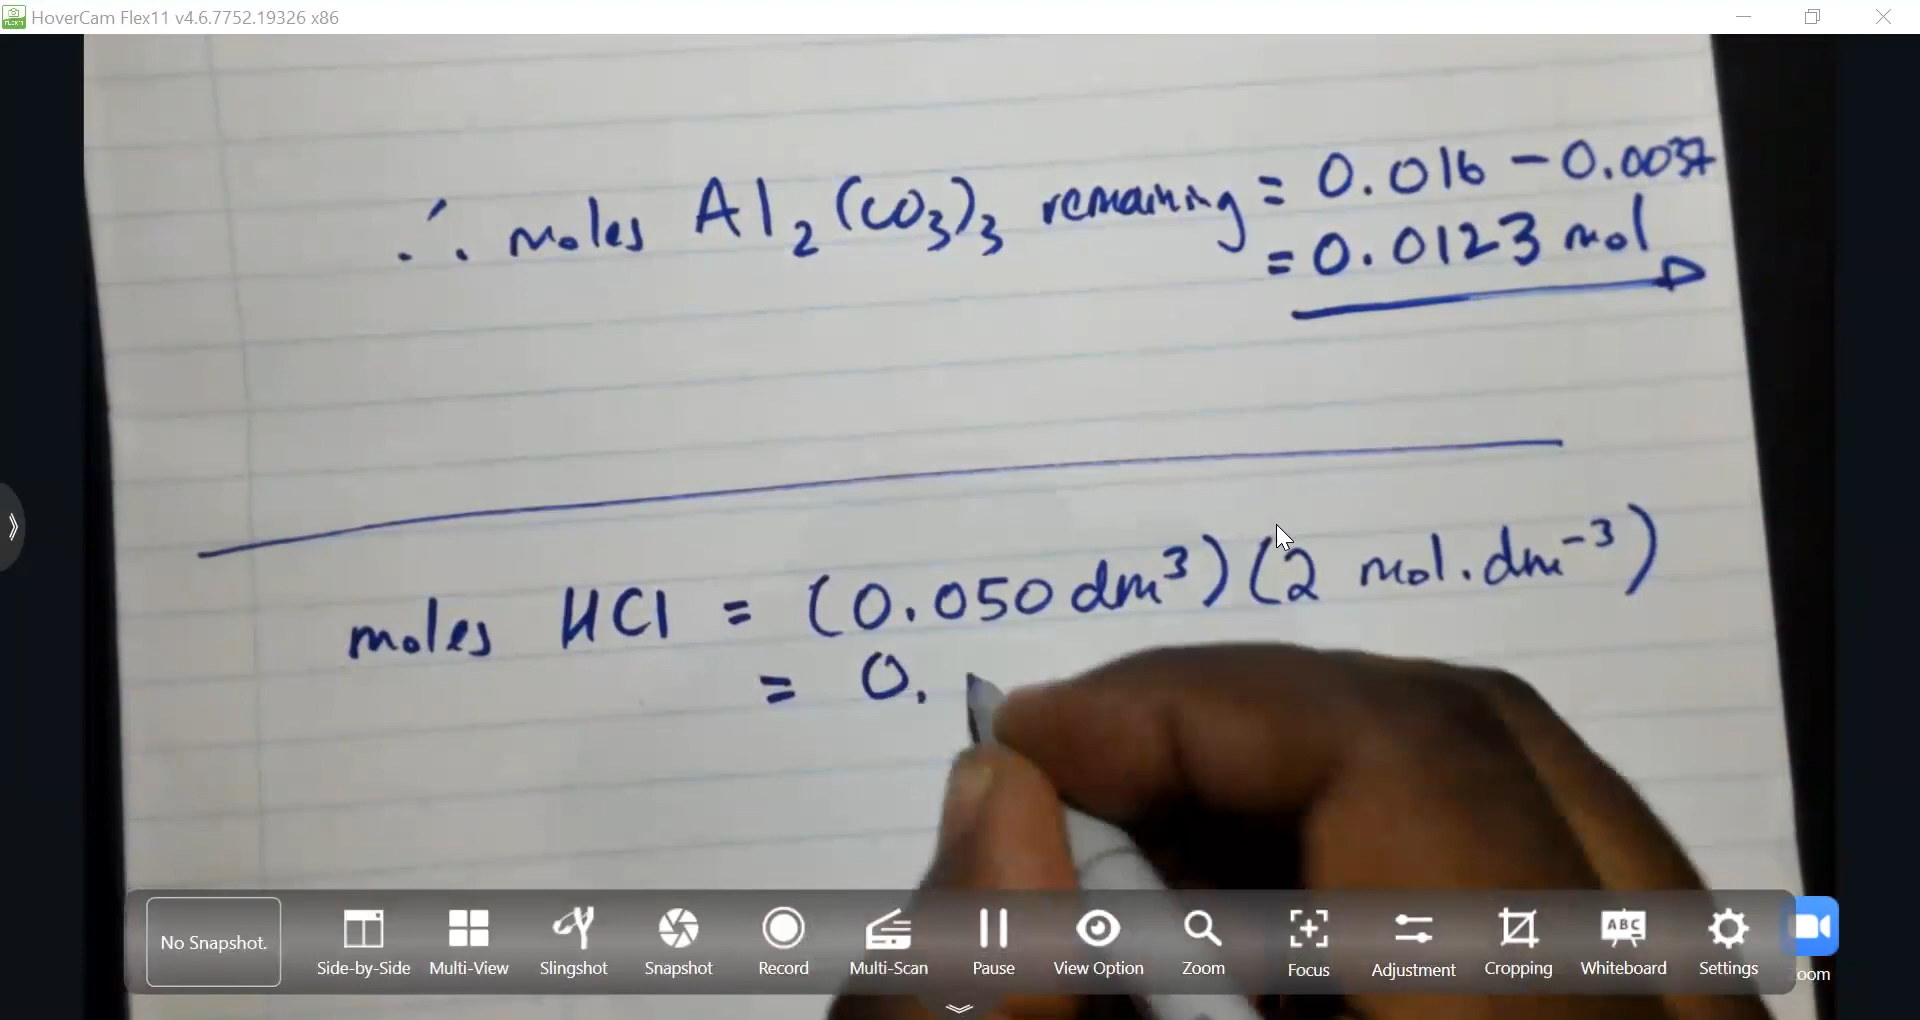 HoverCam Flex11 v4.6.7752.19326 x86
∴ moles Al₂(CO₃)₃ remaining = 0.016 – 0.0037
= 0.0123 mol
moles HCl = (0.050 dm³)(2 mol.dm⁻³)
= 0.
No Snapshot.
Side-by-Side Multi-View Slingshot Snapshot Record Multi-Scan Pause View Option Zoom Focus Adjustment Cropping Whiteboard Settings oom
ABC